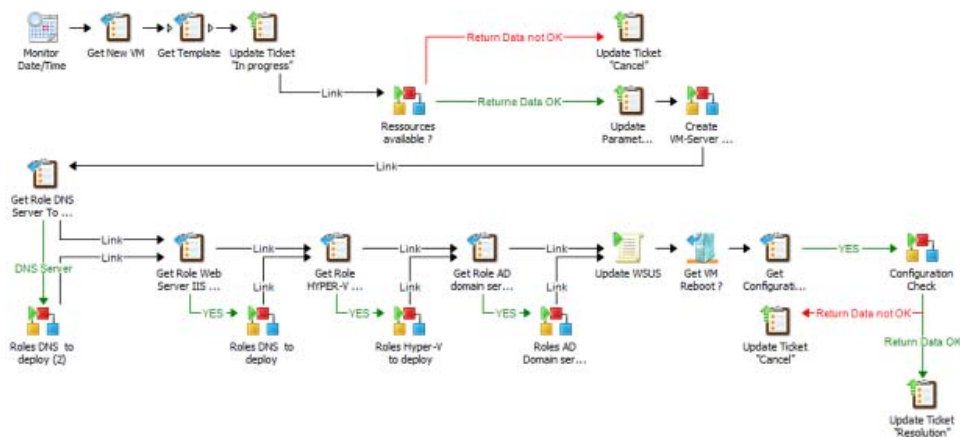 Monitor
Date/Time
Get New VM
Get Template
Update Ticket
"In progress"
Return Data not OK
Update Ticket
"Cancel"
Link
Ressources
available ?
Returne Data OK
Update
Paramet...
Create
VM-Server ...
Link
Get Role DNS
Server To ...
Link
Link
DNS Server
Roles DNS to
deploy (2)
Get Role Web
Server IIS ...
YES
Link
Link
Roles DNS to
deploy
Get Role
HYPER-V ...
YES
Link
Link
Roles Hyper-V
to deploy
Get Role AD
domain ser...
YES
Link
Link
Roles AD
Domain ser...
Update WSUS
Get VM
Reboot ?
Get
Configurati...
YES
Configuration
Check
Return Data not OK
Update Ticket
"Cancel"
Return Data OK
Update Ticket
"Resolution"